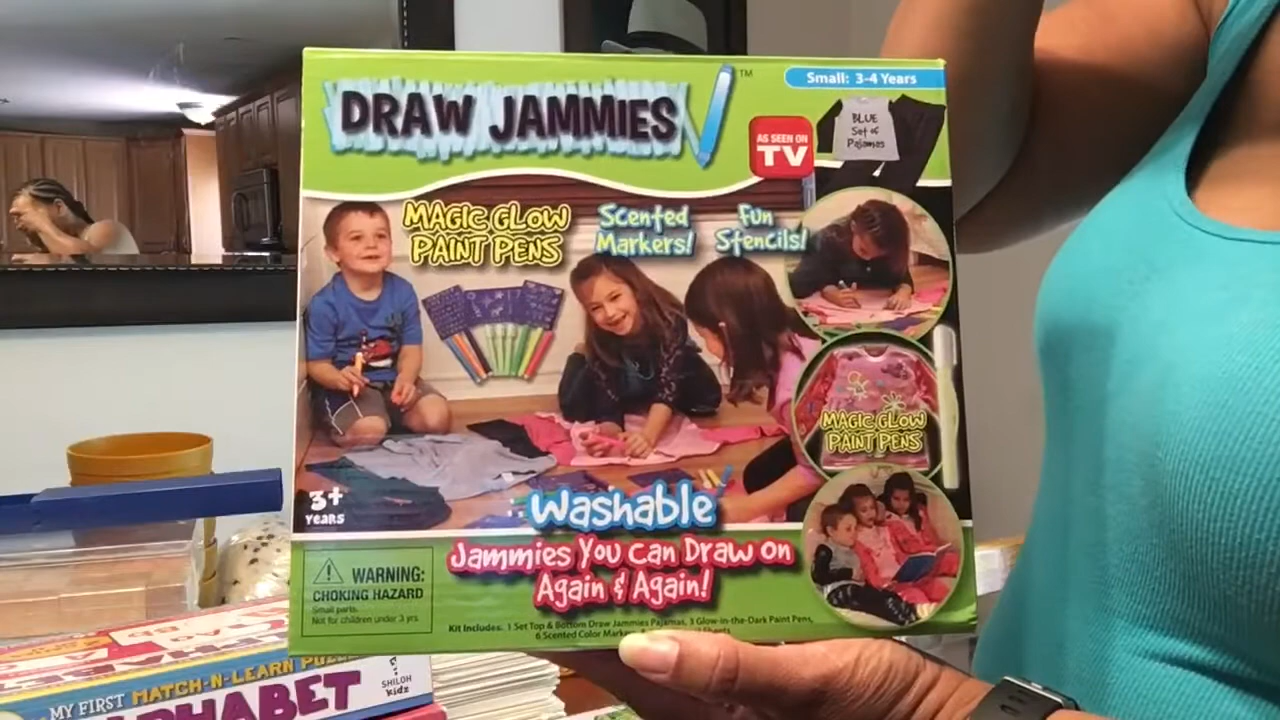 Small: 3-4 Years
DRAW JAMMIES
™
AS SEEN ON
TV
BLUE
Set of
Pajamas
MAGIC GLOW
PAINT PENS
Scented
Markers!
Fun
Stencils!
MAGIC GLOW
PAINT PENS
3+
YEARS
Washable
Jammies You Can Draw On
Again & Again!
WARNING:
CHOKING HAZARD
Small parts.
Not for children under 3 yrs.
Kit Includes: 1 Set Top & Bottom Draw Jammies Pajamas, 3 Glow-in-the-Dark Paint Pens,
6 Scented Color Marke
Sheets
MY FIRST MATCH-N-LEARN PUZ
PHABET
SHILOH
kidz